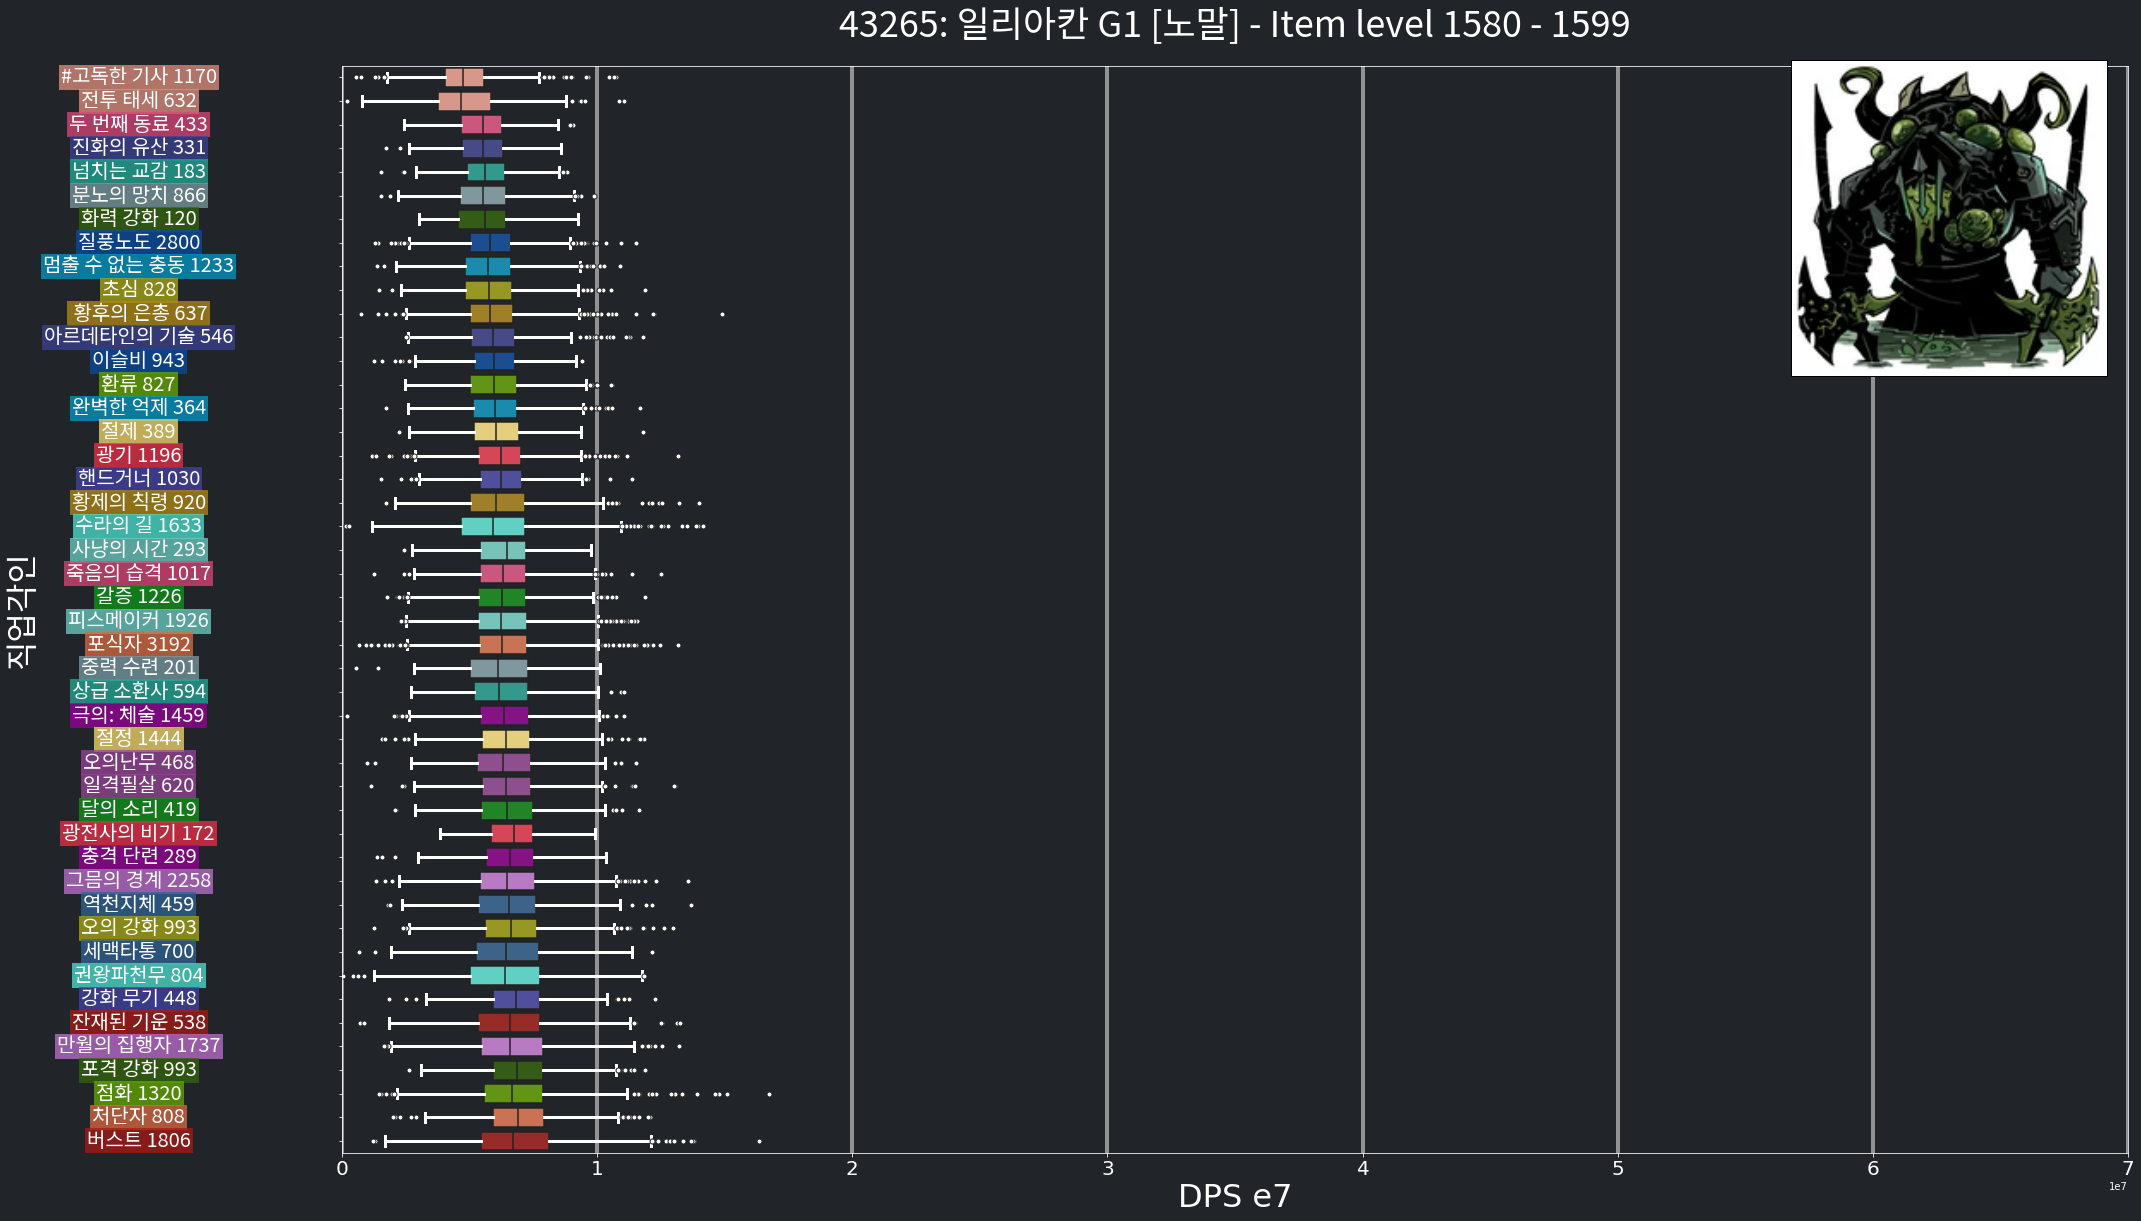 43265: 일리아칸 G1 [노말] - Item level 1580 - 1599
#고독한 기사 1170
전투 태세 632
두 번째 동료 433
진화의 유산 331
넘치는 교감 183
분노의 망치 866
화력 강화 120
질풍노도 2800
멈출 수 없는 충동 1233
초심 828
황후의 은총 637
아르데타인의 기술 546
이슬비 943
환류 827
완벽한 억제 364
절제 389
광기 1196
핸드거너 1030
황제의 칙령 920
수라의 길 1633
사냥의 시간 293
죽음의 습격 1017
갈증 1226
피스메이커 1926
포식자 3192
중력 수련 201
상급 소환사 594
극의: 체술 1459
절정 1444
오의난무 468
일격필살 620
달의 소리 419
광전사의 비기 172
충격 단련 289
그믐의 경계 2258
역천지체 459
오의 강화 993
세맥타통 700
권왕파천무 804
강화 무기 448
잔재된 기운 538
만월의 집행자 1737
포격 강화 993
점화 1320
처단자 808
버스트 1806
직업각인
0 1 2 3 4 5 6 7
DPS e7
1e7